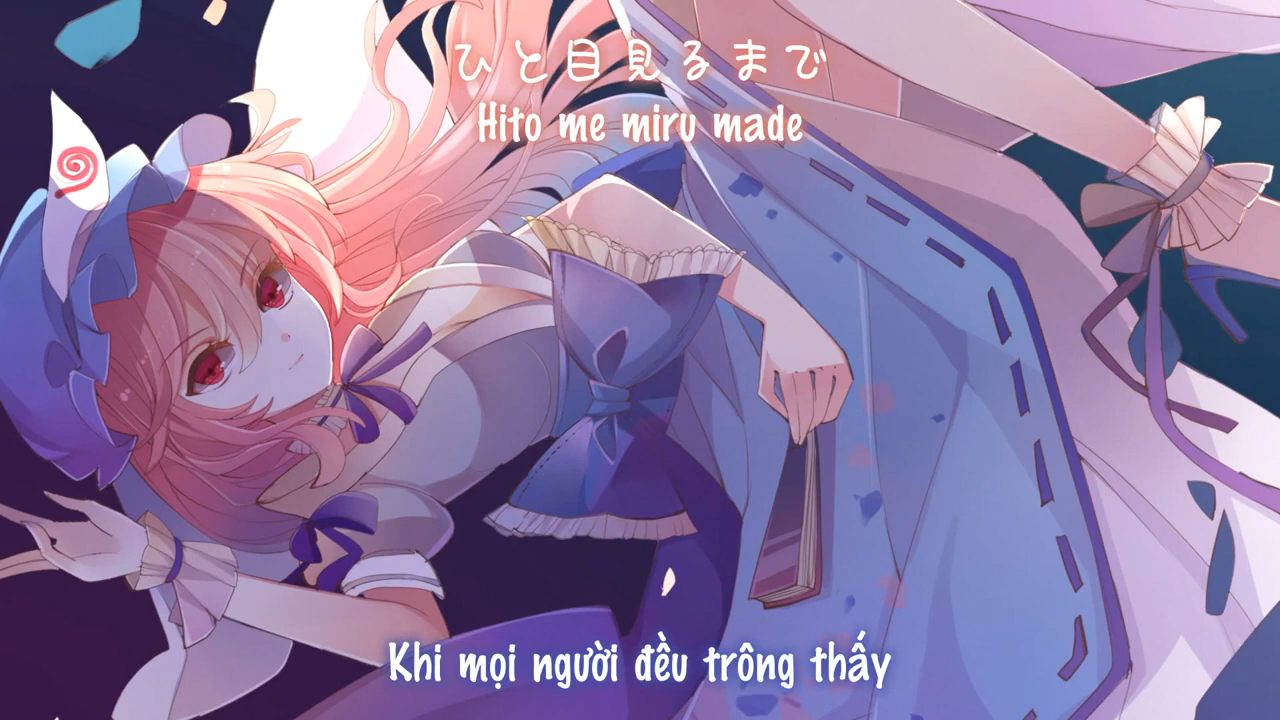 ひと目見るまで
Hito me miru made
Khi mọi người đều trông thấy